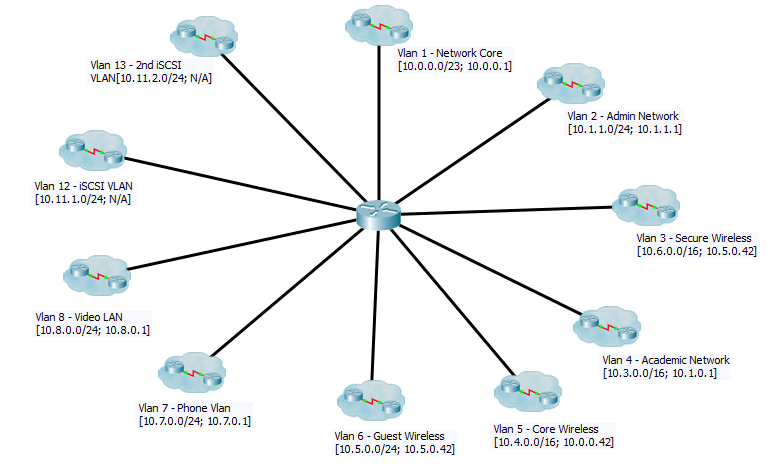 Vlan 13 - 2nd iSCSI
VLAN[10.11.2.0/24; N/A]
Vlan 1 - Network Core
[10.0.0.0/23; 10.0.0.1]
Vlan 2 - Admin Network
[10.1.1.0/24; 10.1.1.1]
Vlan 12 - iSCSI VLAN
[10.11.1.0/24; N/A]
Vlan 3 - Secure Wireless
[10.6.0.0/16; 10.5.0.42]
Vlan 8 - Video LAN
[10.8.0.0/24; 10.8.0.1]
Vlan 4 - Academic Network
[10.3.0.0/16; 10.1.0.1]
Vlan 7 - Phone Vlan
[10.7.0.0/24; 10.7.0.1]
Vlan 6 - Guest Wireless
[10.5.0.0/24; 10.5.0.42]
Vlan 5 - Core Wireless
[10.4.0.0/16; 10.0.0.42]